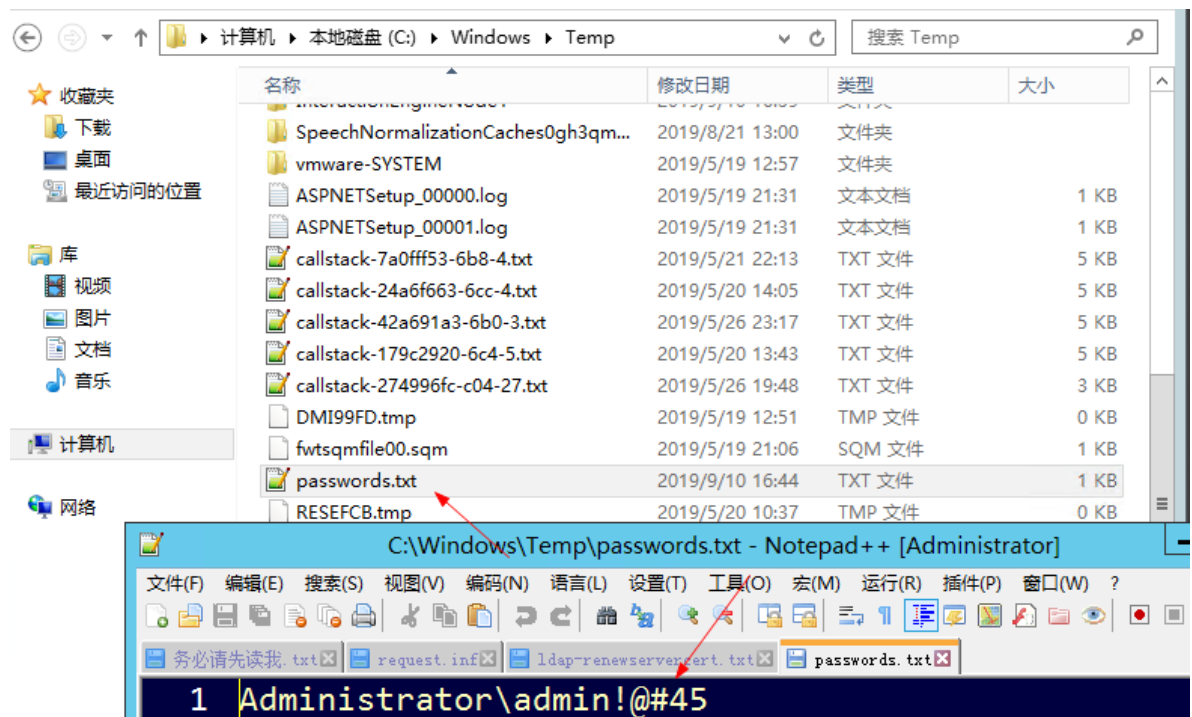 计算机 本地磁盘 (C:) Windows Temp 搜索 Temp
名称 修改日期 类型 大小
收藏夹
下载
桌面
最近访问的位置
库
视频
图片
文档
音乐
计算机
网络
SpeechNormalizationCaches0gh3qm... 2019/8/21 13:00 文件夹
vmware-SYSTEM 2019/5/19 12:57 文件夹
ASPNETSetup_00000.log 2019/5/19 21:31 文本文档 1 KB
ASPNETSetup_00001.log 2019/5/19 21:31 文本文档 1 KB
callstack-7a0fff53-6b8-4.txt 2019/5/21 22:13 TXT 文件 5 KB
callstack-24a6f663-6cc-4.txt 2019/5/20 14:05 TXT 文件 5 KB
callstack-42a691a3-6b0-3.txt 2019/5/26 23:17 TXT 文件 5 KB
callstack-179c2920-6c4-5.txt 2019/5/20 13:43 TXT 文件 5 KB
callstack-274996fc-c04-27.txt 2019/5/26 19:48 TXT 文件 3 KB
DMI99FD.tmp 2019/5/19 12:51 TMP 文件 0 KB
fwtsqmfile00.sqm 2019/5/19 21:06 SQM 文件 1 KB
passwords.txt 2019/9/10 16:44 TXT 文件 1 KB
RESEFCB.tmp 2019/5/20 10:37 TMP 文件 0 KB
C:\Windows\Temp\passwords.txt - Notepad++ [Administrator]
文件(F) 编辑(E) 搜索(S) 视图(V) 编码(N) 语言(L) 设置(T) 工具(O) 宏(M) 运行(R) 插件(P) 窗口(W) ?
务必请先读我.txt request.inf ldap-renewservercert.txt passwords.txt
1 Administrator\admin!@#45